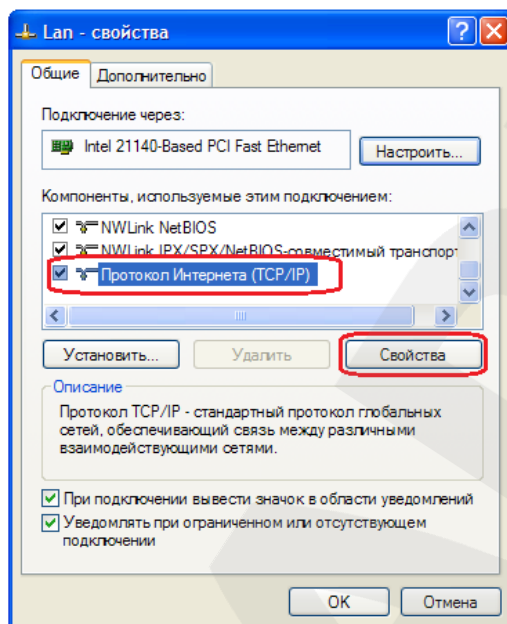 Lan - свойства
Общие
Дополнительно
Подключение через:
Intel 21140-Based PCI Fast Ethernet
Настроить...
Компоненты, используемые этим подключением:
NWLink NetBIOS
NWLink IPX/SPX/NetBIOS-совместимый транспорт
Протокол Интернета (TCP/IP)
Установить...
Удалить
Свойства
Описание
Протокол TCP/IP - стандартный протокол глобальных
сетей, обеспечивающий связь между различными
взаимодействующими сетями.
При подключении вывести значок в области уведомлений
Уведомлять при ограниченном или отсутствующем
подключении
OK
Отмена